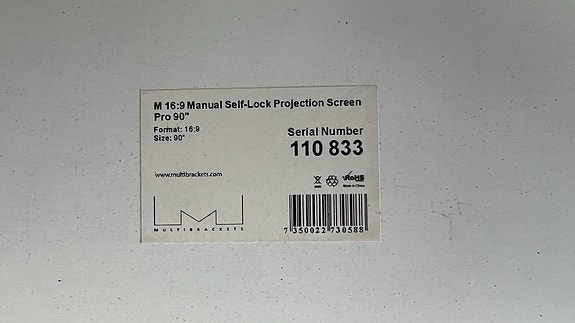 M 16:9 Manual Self-Lock Projection Screen
Pro 90"
Format: 16:9
Size: 90"
Serial Number
110 833
www.multibrackets.com
RoHS
Made in China
MULTIBRACKETS
7 350022 730588